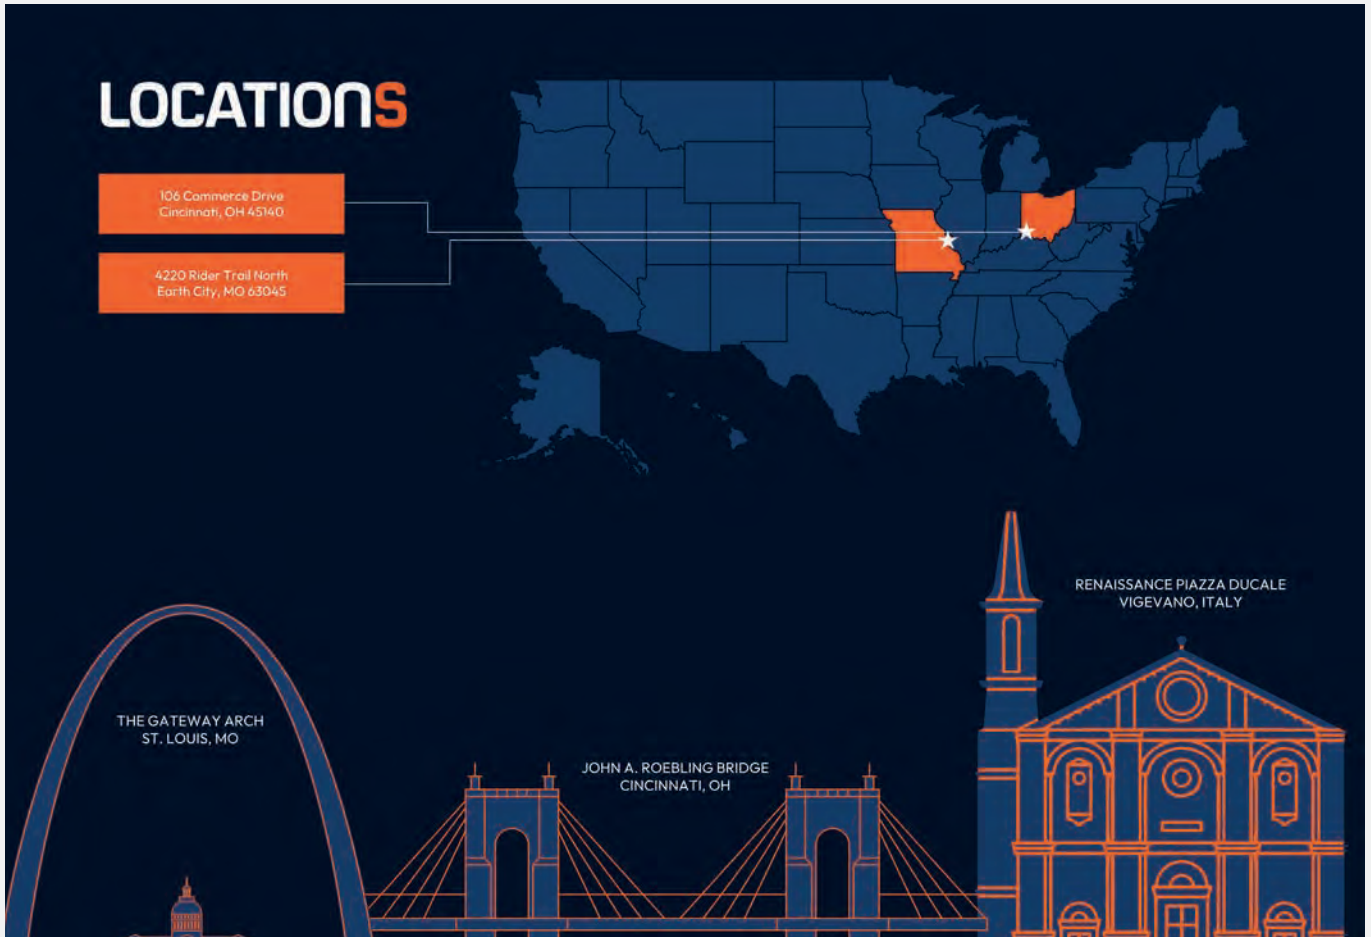 LOCATIONS
106 Commerce Drive
Cincinnati, OH 45140
4220 Rider Trail North
Earth City, MO 63045
RENAISSANCE PIAZZA DUCALE
VIGEVANO, ITALY
THE GATEWAY ARCH
ST. LOUIS, MO
JOHN A. ROEBLING BRIDGE
CINCINNATI, OH